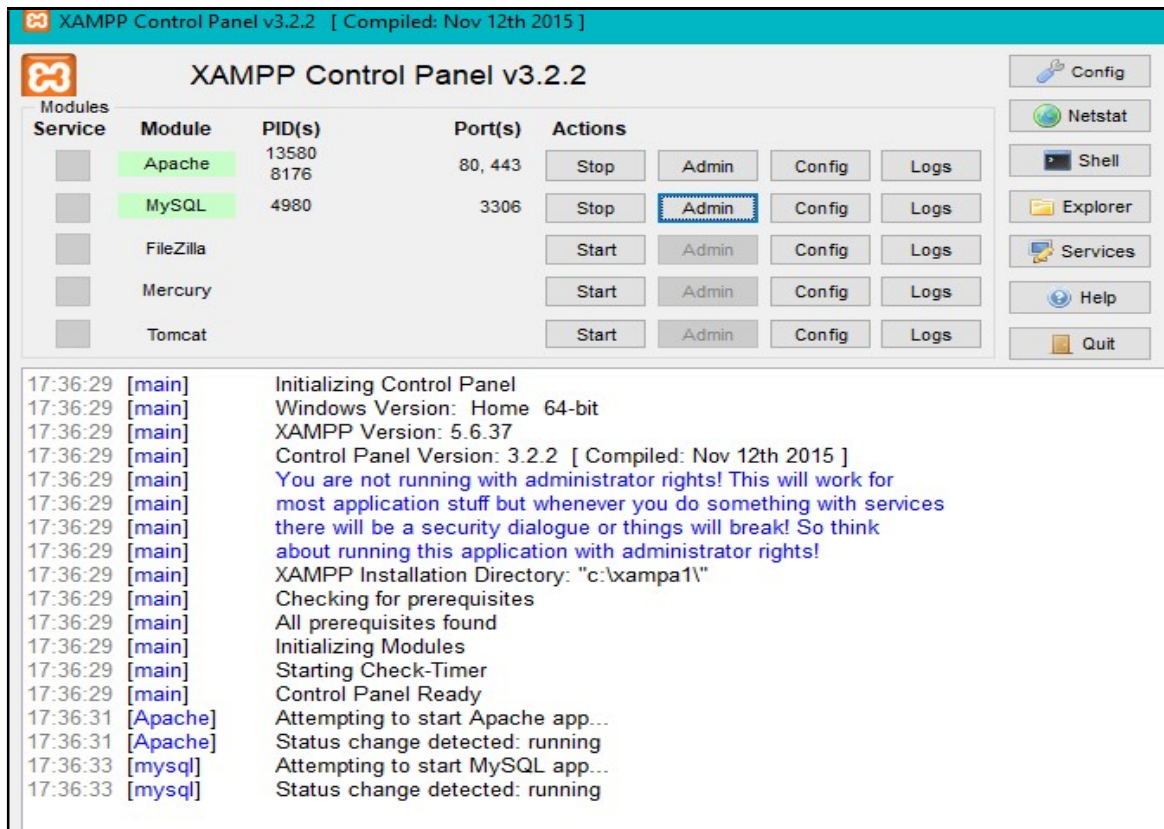 XAMPP Control Panel v3.2.2 [ Compiled: Nov 12th 2015 ]
XAMPP Control Panel v3.2.2
Config
Modules
Service Module PID(s) Port(s) Actions
Netstat
Apache 13580 8176 80, 443 Stop Admin Config Logs
Shell
MySQL 4980 3306 Stop Admin Config Logs
Explorer
FileZilla Start Admin Config Logs
Services
Mercury Start Admin Config Logs
Help
Tomcat Start Admin Config Logs
Quit
17:36:29 [main] Initializing Control Panel
17:36:29 [main] Windows Version: Home 64-bit
17:36:29 [main] XAMPP Version: 5.6.37
17:36:29 [main] Control Panel Version: 3.2.2 [ Compiled: Nov 12th 2015 ]
17:36:29 [main] You are not running with administrator rights! This will work for
17:36:29 [main] most application stuff but whenever you do something with services
17:36:29 [main] there will be a security dialogue or things will break! So think
17:36:29 [main] about running this application with administrator rights!
17:36:29 [main] XAMPP Installation Directory: "c:\xampa1\"
17:36:29 [main] Checking for prerequisites
17:36:29 [main] All prerequisites found
17:36:29 [main] Initializing Modules
17:36:29 [main] Starting Check-Timer
17:36:29 [main] Control Panel Ready
17:36:31 [Apache] Attempting to start Apache app...
17:36:31 [Apache] Status change detected: running
17:36:33 [mysql] Attempting to start MySQL app...
17:36:33 [mysql] Status change detected: running